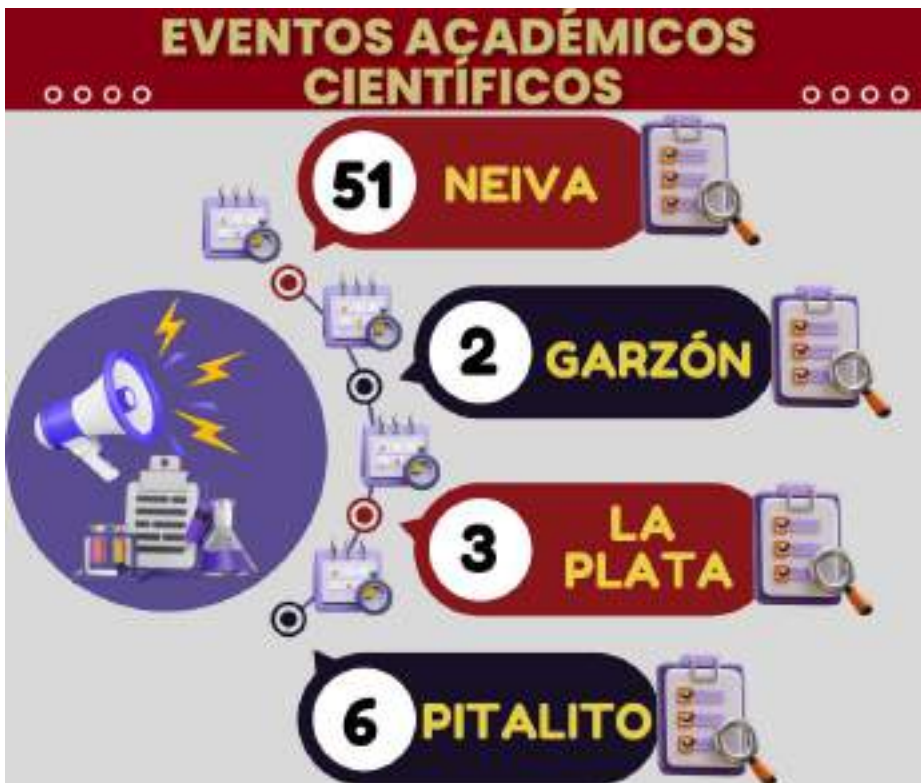 EVENTOS ACADÉMICOS
CIENTÍFICOS
51 NEIVA
2 GARZÓN
3 LA
PLATA
6 PITALITO